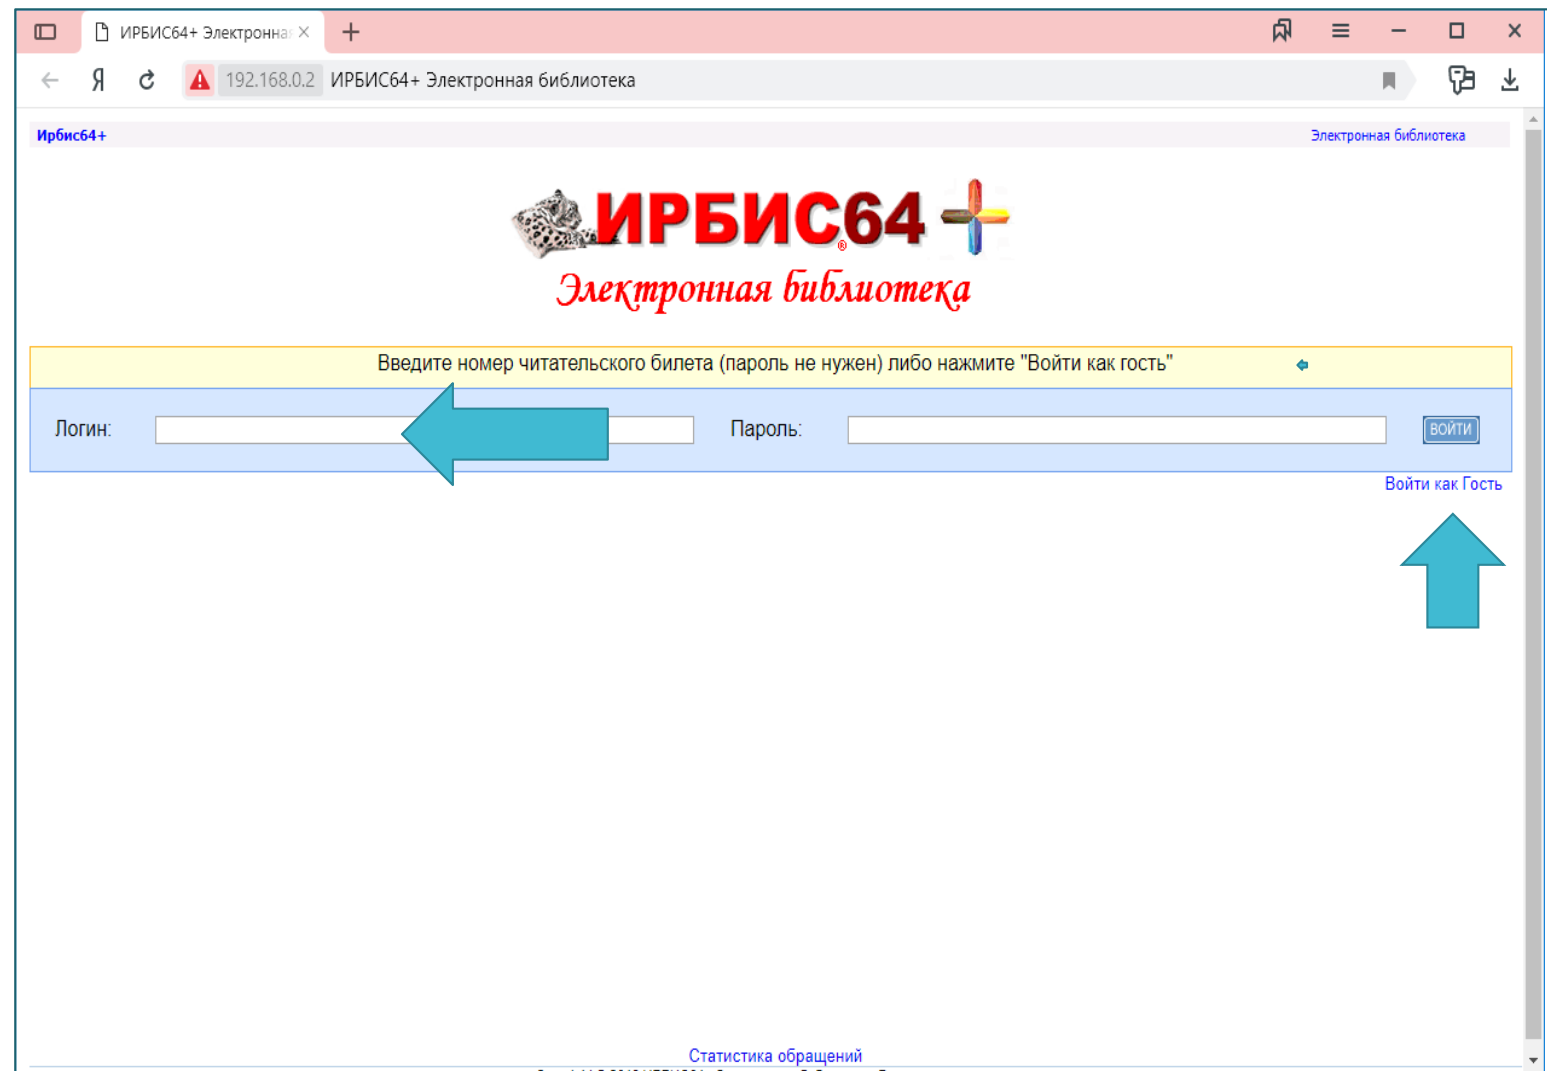 ИРБИС64+ Электронна
Я
192.168.0.2 ИРБИС64+ Электронная библиотека
Ирбис64+ Электронная библиотека
ИРБИС64
®
Электронная библиотека
Введите номер читательского билета (пароль не нужен) либо нажмите "Войти как гость"
Логин: Пароль: ВОЙТИ
Войти как Гость
Статистика обращений